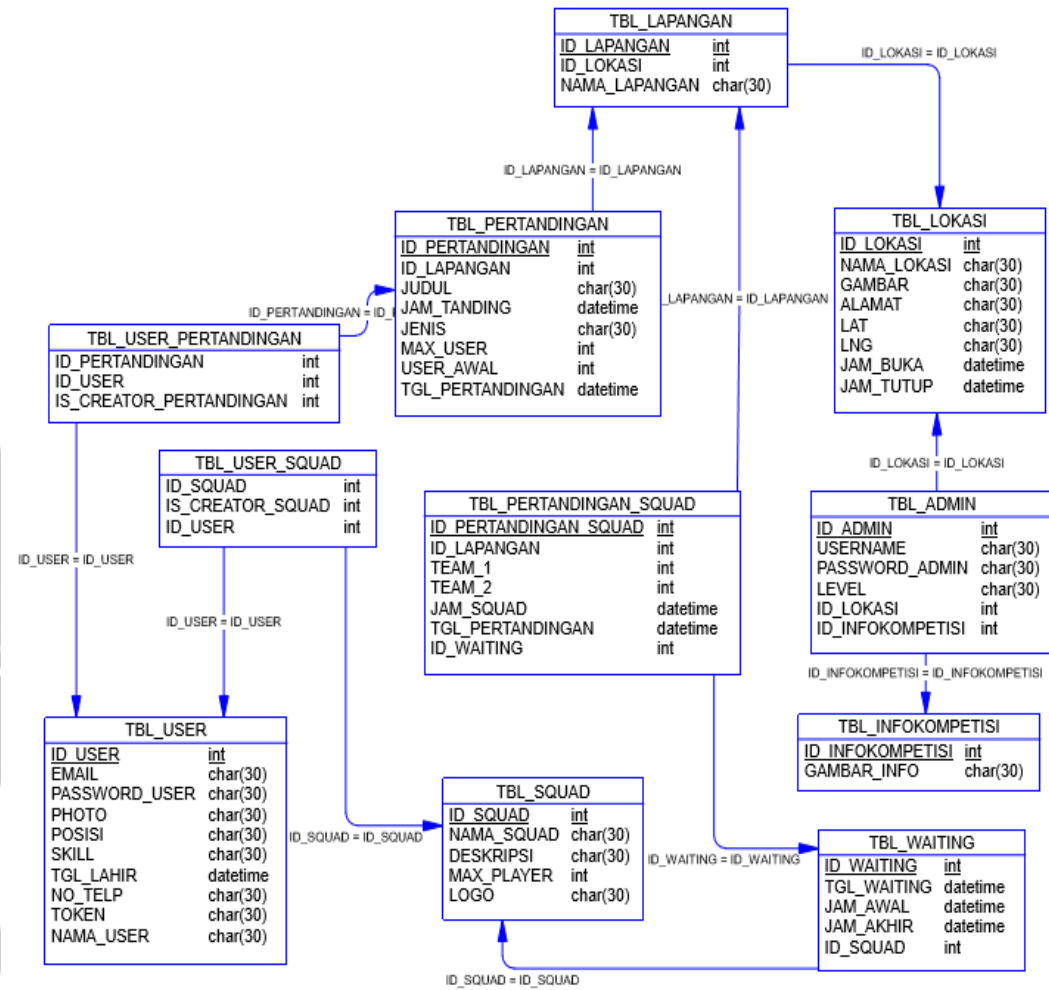 TBL_LAPANGAN
ID_LAPANGAN int
ID_LOKASI int
NAMA_LAPANGAN char(30)
ID_LOKASI = ID_LOKASI
ID_LAPANGAN = ID_LAPANGAN
TBL_PERTANDINGAN
ID_PERTANDINGAN int
ID_LAPANGAN int
JUDUL char(30)
JAM_TANDING datetime
JENIS char(30)
MAX_USER int
USER_AWAL int
TGL_PERTANDINGAN datetime
TBL_LOKASI
ID_LOKASI int
NAMA_LOKASI char(30)
GAMBAR char(30)
ALAMAT char(30)
LAT char(30)
LNG char(30)
JAM_BUKA datetime
JAM_TUTUP datetime
_LAPANGAN = ID_LAPANGAN
ID_PERTANDINGAN = ID_
TBL_USER_PERTANDINGAN
ID_PERTANDINGAN int
ID_USER int
IS_CREATOR_PERTANDINGAN int
TBL_USER_SQUAD
ID_SQUAD int
IS_CREATOR_SQUAD int
ID_USER int
ID_LOKASI = ID_LOKASI
TBL_PERTANDINGAN_SQUAD
ID_PERTANDINGAN_SQUAD int
ID_LAPANGAN int
TEAM_1 int
TEAM_2 int
JAM_SQUAD datetime
TGL_PERTANDINGAN datetime
ID_WAITING int
TBL_ADMIN
ID_ADMIN int
USERNAME char(30)
PASSWORD_ADMIN char(30)
LEVEL char(30)
ID_LOKASI int
ID_INFOKOMPETISI int
ID_USER = ID_USER
ID_USER = ID_USER
ID_INFOKOMPETISI = ID_INFOKOMPETISI
TBL_USER
ID_USER int
EMAIL char(30)
PASSWORD_USER char(30)
PHOTO char(30)
POSISI char(30)
SKILL char(30)
TGL_LAHIR datetime
NO_TELP char(30)
TOKEN char(30)
NAMA_USER char(30)
TBL_INFOKOMPETISI
ID_INFOKOMPETISI int
GAMBAR_INFO char(30)
ID_SQUAD = ID_SQUAD
TBL_SQUAD
ID_SQUAD int
NAMA_SQUAD char(30)
DESKRIPSI char(30)
MAX_PLAYER int
LOGO char(30)
ID_WAITING = ID_WAITING
TBL_WAITING
ID_WAITING int
TGL_WAITING datetime
JAM_AWAL datetime
JAM_AKHIR datetime
ID_SQUAD int
ID_SQUAD = ID_SQUAD